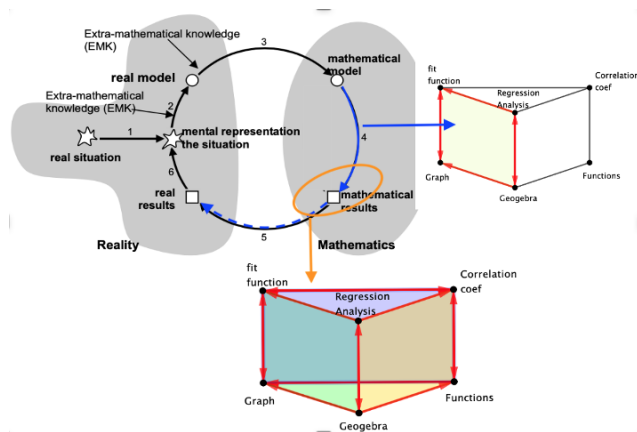 Extra-mathematical knowledge
(EMK)
3
mathematical
model
real model
Extra-mathematical
knowledge (EMK)
2
1
mental representation
the situation
real situation
4
6
real
results
mathematical
results
5
Reality
Mathematics
fit
function
Correlation
coef
Regression
Analysis
Graph
Functions
Geogebra
fit
function
Correlation
coef
Regression
Analysis
Graph
Functions
Geogebra